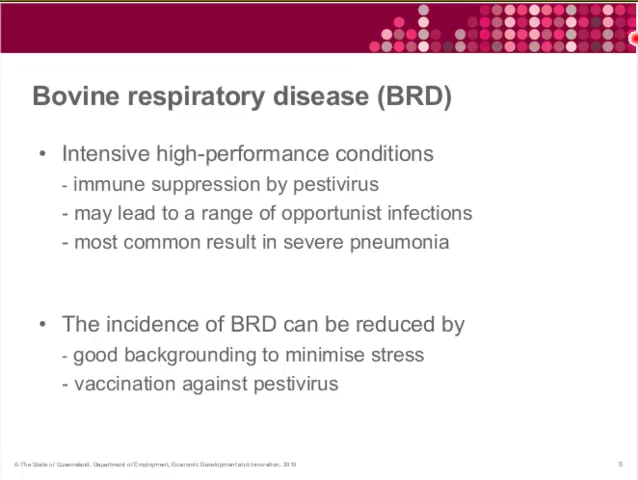 Bovine respiratory disease (BRD)
• Intensive high-performance conditions
- immune suppression by pestivirus
- may lead to a range of opportunist infections
- most common result in severe pneumonia
• The incidence of BRD can be reduced by
- good backgrounding to minimise stress
- vaccination against pestivirus
© The State of Queensland, Department of Employment, Economic Development and Innovation, 2010
5